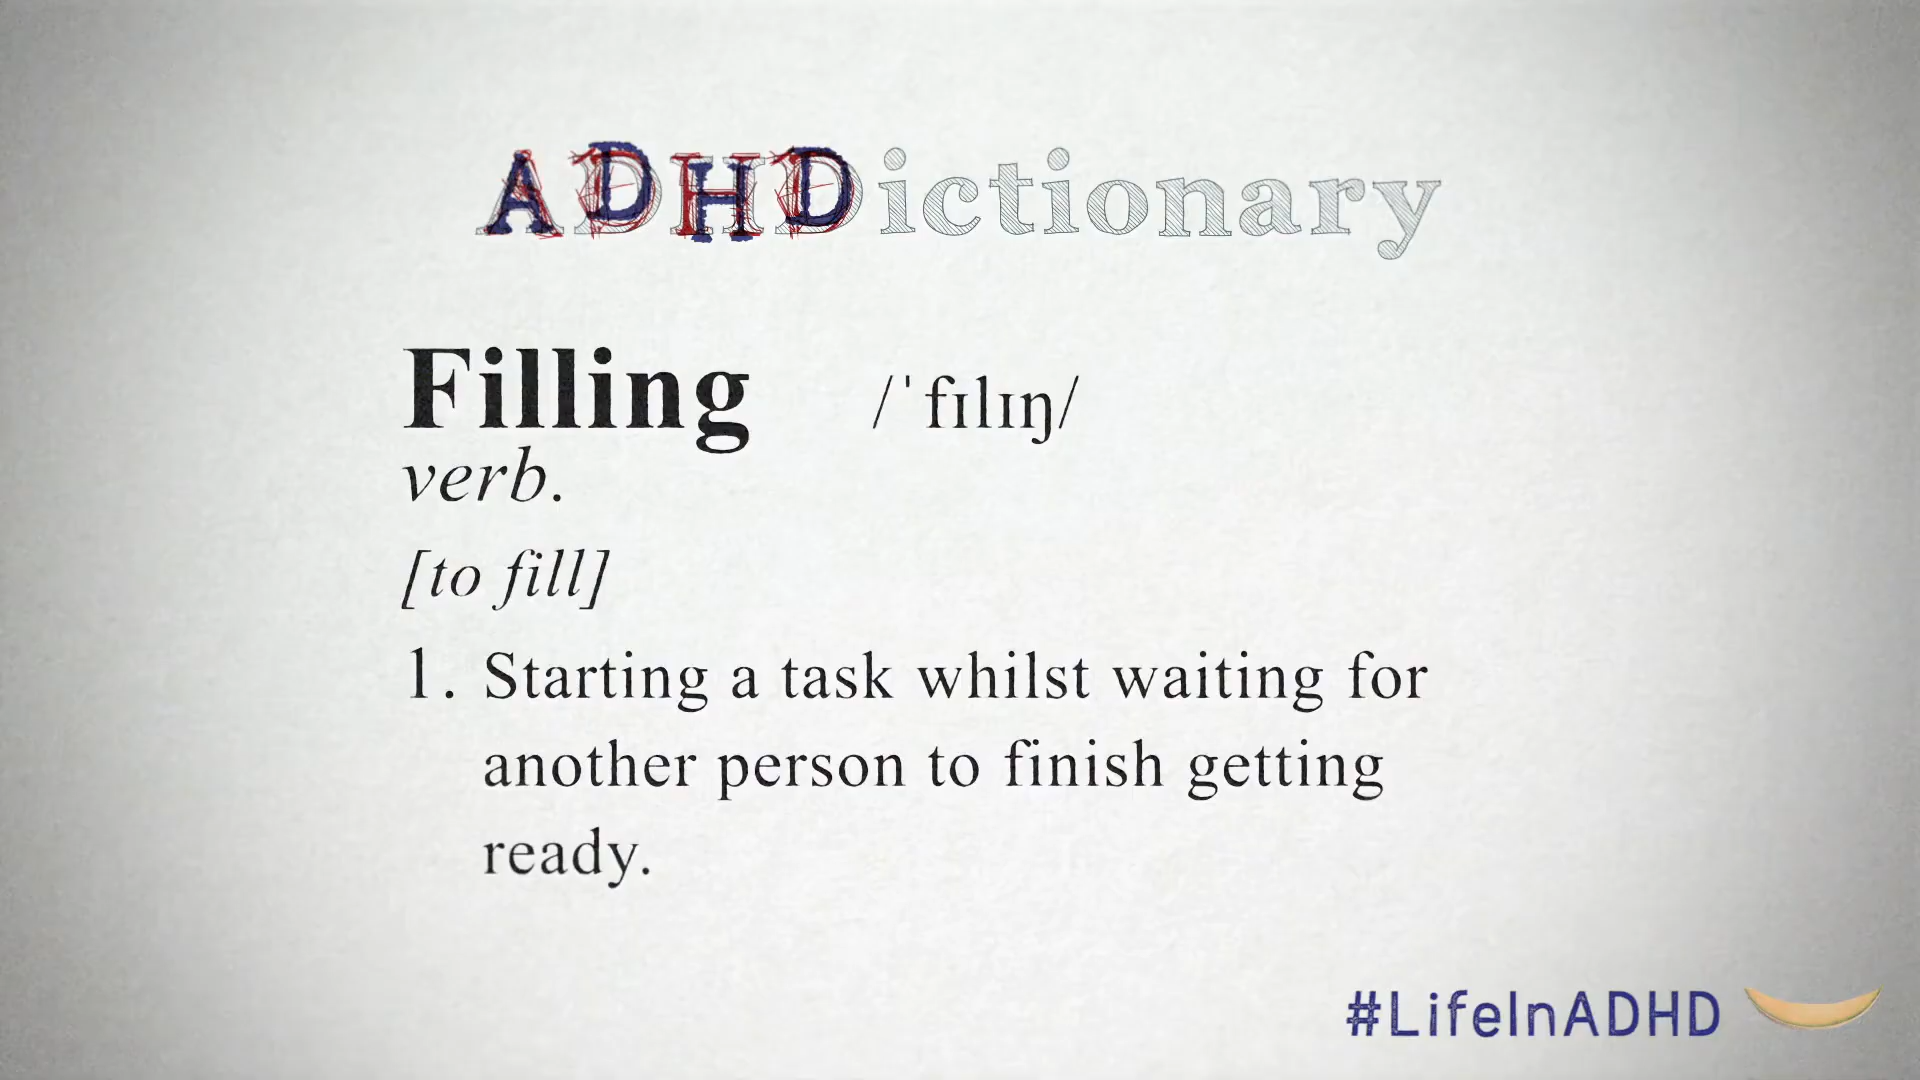 ADHDictionary
Filling /ˈfɪlɪŋ/
verb.
[to fill]
1. Starting a task whilst waiting for
another person to finish getting
ready.
#LifeInADHD